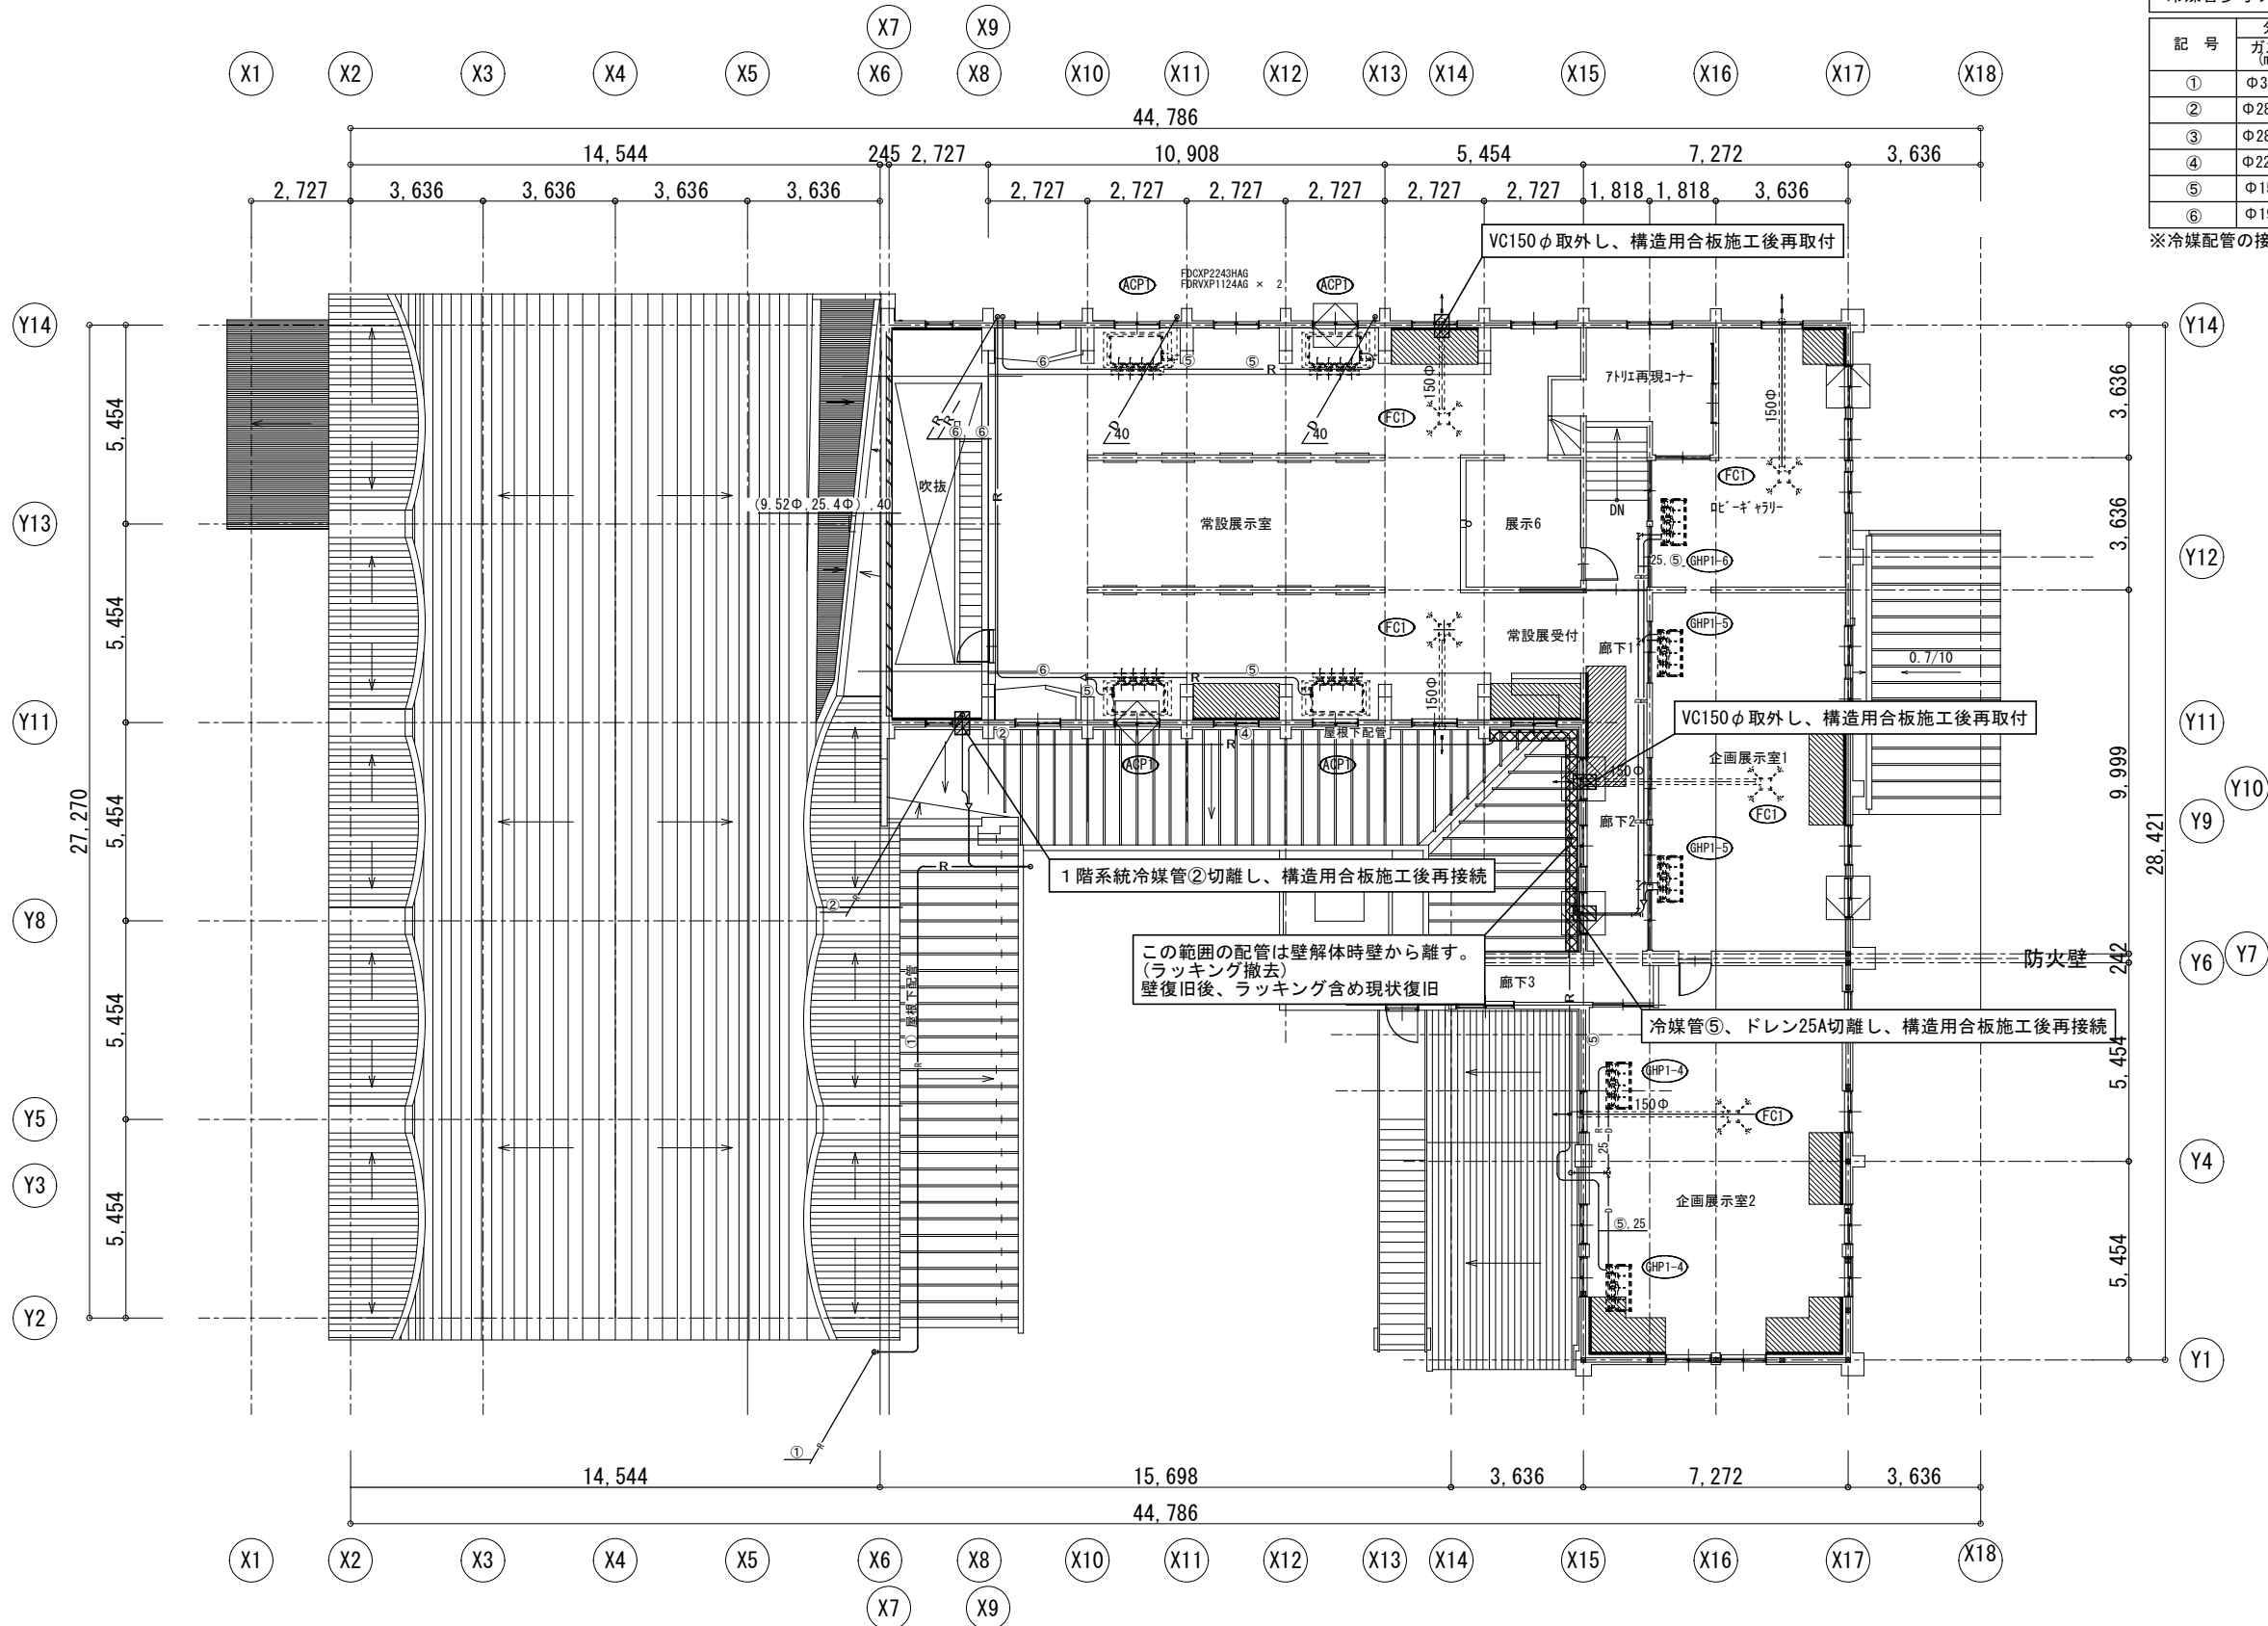 X7 X9
X1 X2 X3 X4 X5 X6 X8 X10 X11 X12 X13 X14 X15 X16 X17 X18
記 号
① Φ3
② Φ28
③ Φ28
④ Φ22
⑤ Φ15
⑥ Φ19
※冷媒配管の接
44,786
14,544 245 2,727 10,908 5,454 7,272 3,636
2,727 3,636 3,636 3,636 3,636 2,727 2,727 2,727 2,727 2,727 2,727 1,818 1,818 3,636
VC150φ取外し、構造用合板施工後再取付
FDCXP2243HAG
FDRVXP1124AG × 2
ACP1 ACP1
Y14 Y14
⑥ ⑤ ⑤ R
アトリエ再現コーナー
150Φ 150Φ
FC1
R R ⑥ ⑥
D 40 D 40
5,454 3,636
FC1
吹抜 R
(9.52Φ,25.4Φ),40
Y13
常設展示室 展示6 DN ロビーギャラリー
3,636
25,⑤ GHP1-6
Y12
5,454
FC1 GHP1-5
常設展受付 廊下1
0.7/10
⑥ ⑤ R ⑤
150Φ
VC150φ取外し、構造用合板施工後再取付
Y11 Y11
② ④ R 屋根下配管
ACP1 ACP1
企画展示室1
150Φ
FC1
27,270 5,454 9,999 28,421
Y10
Y9
廊下2
GHP1-5
R
1階系統冷媒管②切離し、構造用合板施工後再接続
② R
Y8
この範囲の配管は壁解体時壁から離す。
(ラッキング撤去)
壁復旧後、ラッキング含め現状復旧
防火壁 242
Y6 Y7
廊下3
R
① 屋根下配管
冷媒管⑤、ドレン25A切離し、構造用合板施工後再接続
5,454 5,454
⑤
GHP1-4
150Φ FC1
Y5
R D 25
Y4
Y3
企画展示室2
5,454 5,454
⑤,25
GHP1-4
Y2
Y1
① R
14,544 15,698 3,636 7,272 3,636
44,786
X1 X2 X3 X4 X5 X6 X8 X10 X11 X12 X13 X14 X15 X16 X17 X18
X7 X9